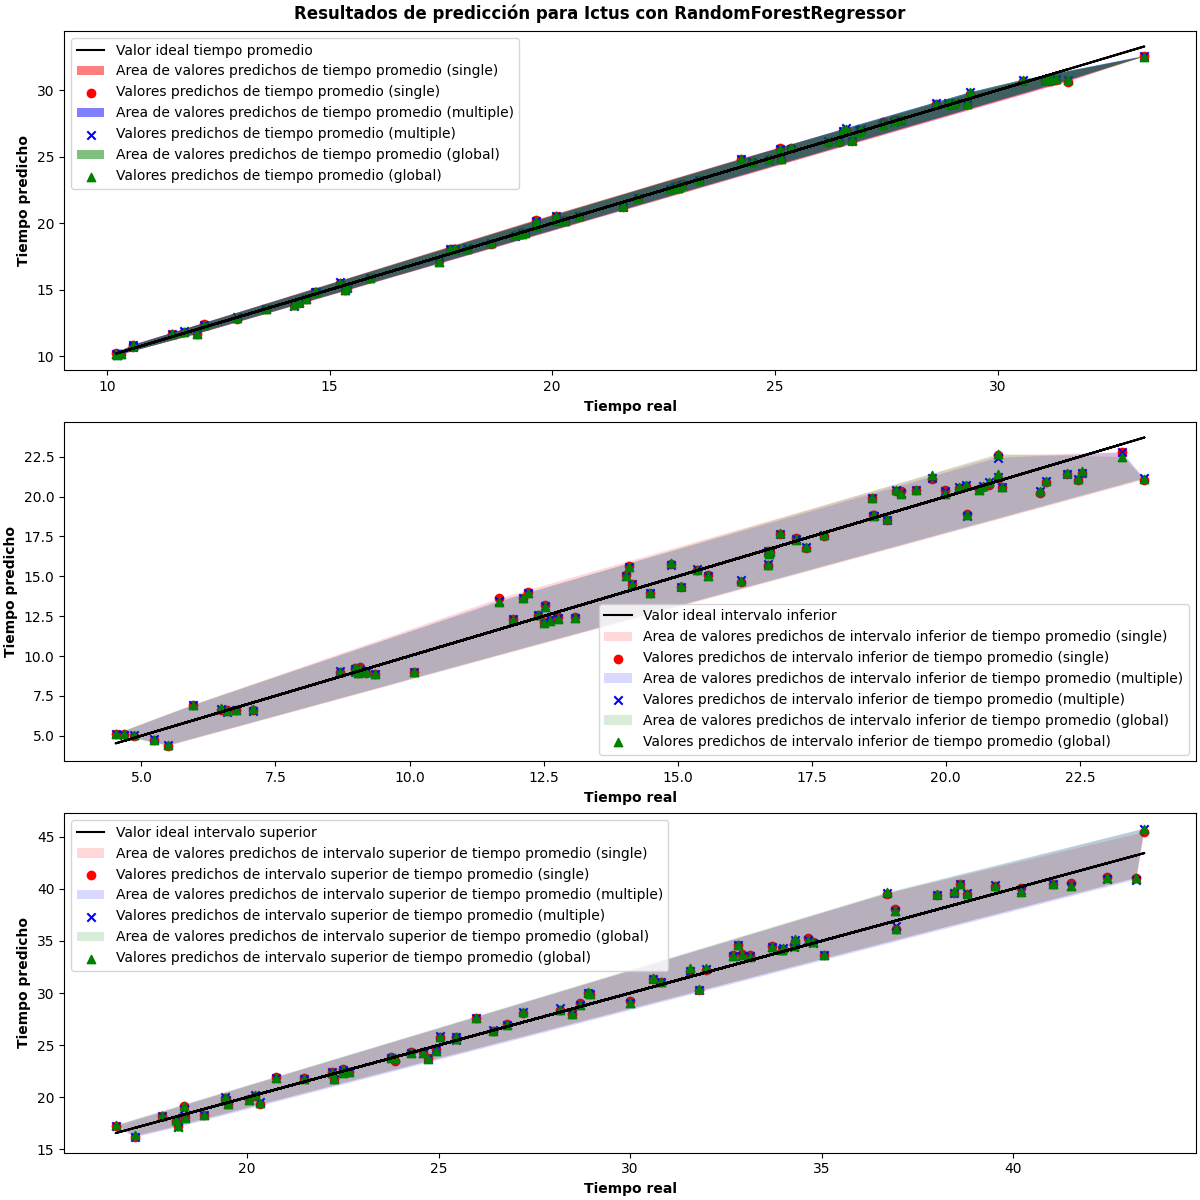 Resultados de predicción para Ictus con RandomForestRegressor
Valor ideal tiempo promedio
Area de valores predichos de tiempo promedio (single)
Valores predichos de tiempo promedio (single)
Area de valores predichos de tiempo promedio (multiple)
Valores predichos de tiempo promedio (multiple)
Area de valores predichos de tiempo promedio (global)
Valores predichos de tiempo promedio (global)
Tiempo predicho
30
25
20
15
10
10 15 20 25 30
Tiempo real
Tiempo predicho
22.5
20.0
17.5
15.0
12.5
10.0
7.5
5.0
Valor ideal intervalo inferior
Area de valores predichos de intervalo inferior de tiempo promedio (single)
Valores predichos de intervalo inferior de tiempo promedio (single)
Area de valores predichos de intervalo inferior de tiempo promedio (multiple)
Valores predichos de intervalo inferior de tiempo promedio (multiple)
Area de valores predichos de intervalo inferior de tiempo promedio (global)
Valores predichos de intervalo inferior de tiempo promedio (global)
5.0 7.5 10.0 12.5 15.0 17.5 20.0 22.5
Tiempo real
Valor ideal intervalo superior
Area de valores predichos de intervalo superior de tiempo promedio (single)
Valores predichos de intervalo superior de tiempo promedio (single)
Area de valores predichos de intervalo superior de tiempo promedio (multiple)
Valores predichos de intervalo superior de tiempo promedio (multiple)
Area de valores predichos de intervalo superior de tiempo promedio (global)
Valores predichos de intervalo superior de tiempo promedio (global)
Tiempo predicho
45
40
35
30
25
20
15
20 25 30 35 40
Tiempo real